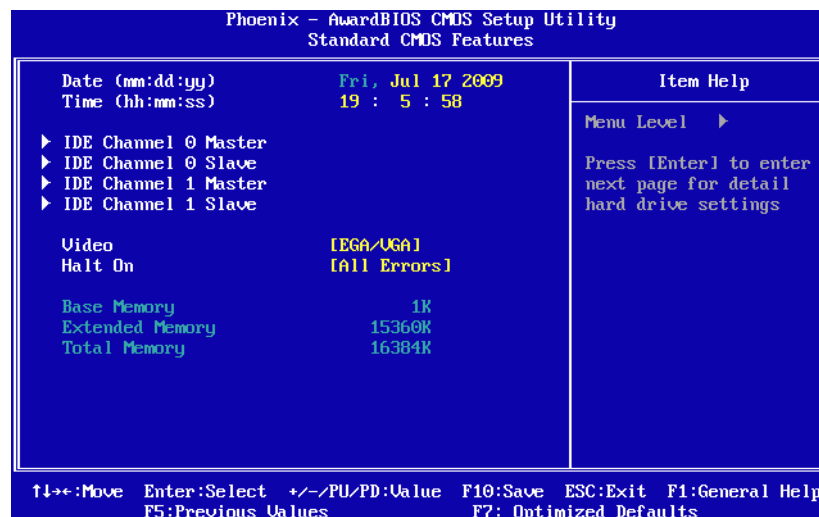 Phoenix - AwardBIOS CMOS Setup Utility
Standard CMOS Features
Date (mm:dd:yy) Fri, Jul 17 2009
Time (hh:mm:ss) 19 : 5 : 58
IDE Channel 0 Master
IDE Channel 0 Slave
IDE Channel 1 Master
IDE Channel 1 Slave
Video [EGA/VGA]
Halt On [All Errors]
Base Memory 1K
Extended Memory 15360K
Total Memory 16384K
Item Help
Menu Level
Press [Enter] to enter
next page for detail
hard drive settings
↑↓→←:Move Enter:Select +/-/PU/PD:Value F10:Save ESC:Exit F1:General Help
F5:Previous Values F7: Optimized Defaults